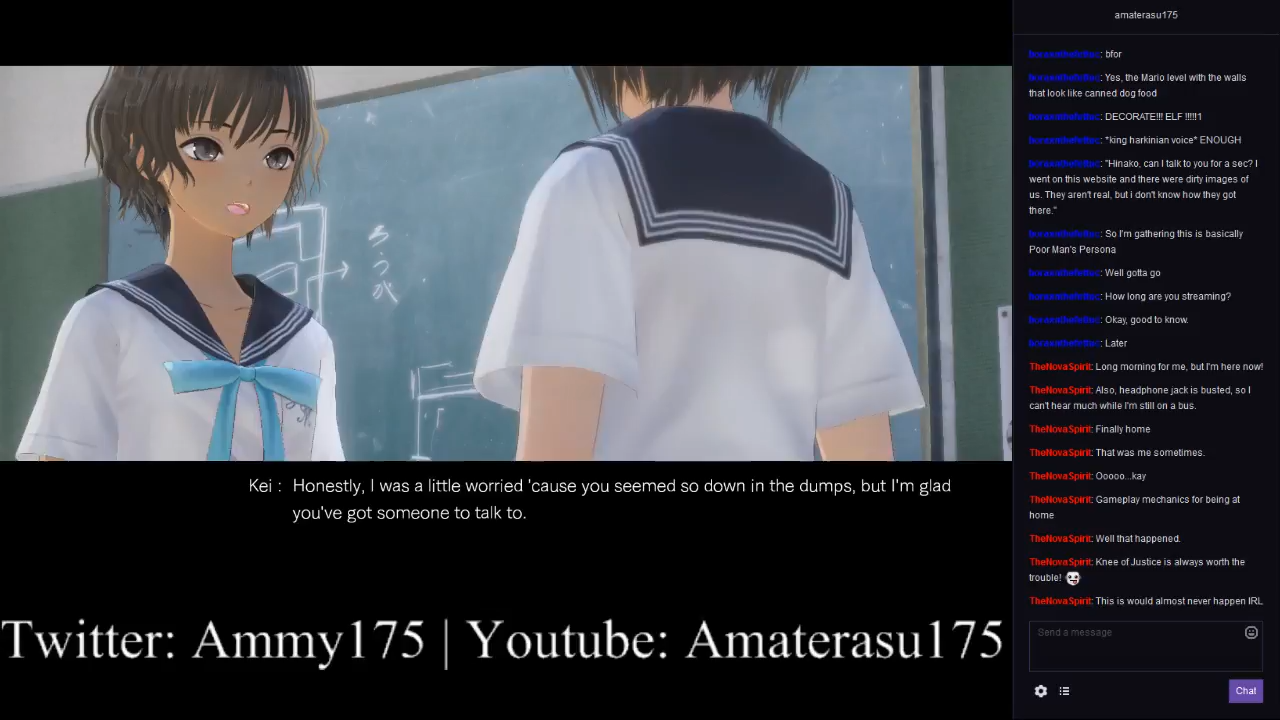 Kei : Honestly, I was a little worried 'cause you seemed so down in the dumps, but I'm glad
you've got someone to talk to.
Twitter: Ammy175 | Youtube: Amaterasu175
amaterasu175
: bfor
: Yes, the Mario level with the walls
that look like canned dog food
: DECORATE!!! ELF !!!!!1
: *king harkinian voice* ENOUGH
: "Hinako, can I talk to you for a sec? I
went on this website and there were dirty images of
us. They aren't real, but i don't know how they got
there."
: So I'm gathering this is basically
Poor Man's Persona
: Well gotta go
: How long are you streaming?
: Okay, good to know.
: Later
TheNovaSpirit: Long morning for me, but I'm here now!
TheNovaSpirit: Also, headphone jack is busted, so I
can't hear much while I'm still on a bus.
TheNovaSpirit: Finally home
TheNovaSpirit: That was me sometimes.
TheNovaSpirit: Ooooo...kay
TheNovaSpirit: Gameplay mechanics for being at
home
TheNovaSpirit: Well that happened.
TheNovaSpirit: Knee of Justice is always worth the
trouble!
TheNovaSpirit: This is would almost never happen IRL
Send a message
Chat